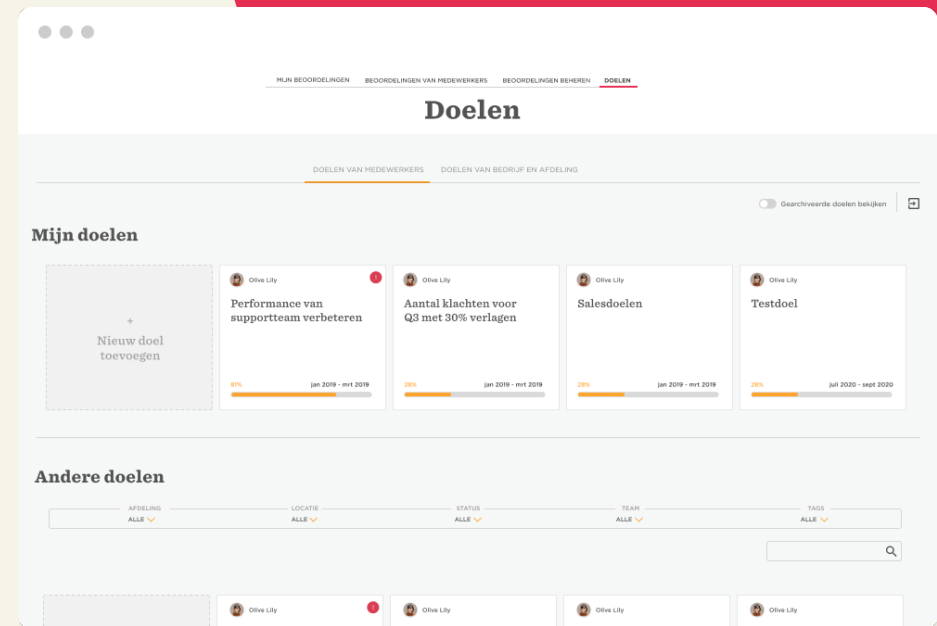 MIJN BEOORDELINGEN BEOORDELINGEN VAN MEDEWERKERS BEOORDELINGEN BEHEREN DOELEN
Doelen
DOELEN VAN MEDEWERKERS DOELEN VAN BEDRIJF EN AFDELING
Gearchiveerde doelen bekijken
Mijn doelen
+
Nieuw doel
toevoegen
Olive Lily
!
Performance van
supportteam verbeteren
81% jan 2019 - mrt 2019
Olive Lily
Aantal klachten voor
Q3 met 30% verlagen
28% jan 2019 - mrt 2019
Olive Lily
Salesdoelen
28% jan 2019 - mrt 2019
Olive Lily
Testdoel
28% juli 2020 - sept 2020
Andere doelen
AFDELING LOCATIE STATUS TEAM TAGS
ALLE ALLE ALLE ALLE ALLE
Olive Lily ! Olive Lily Olive Lily Olive Lily